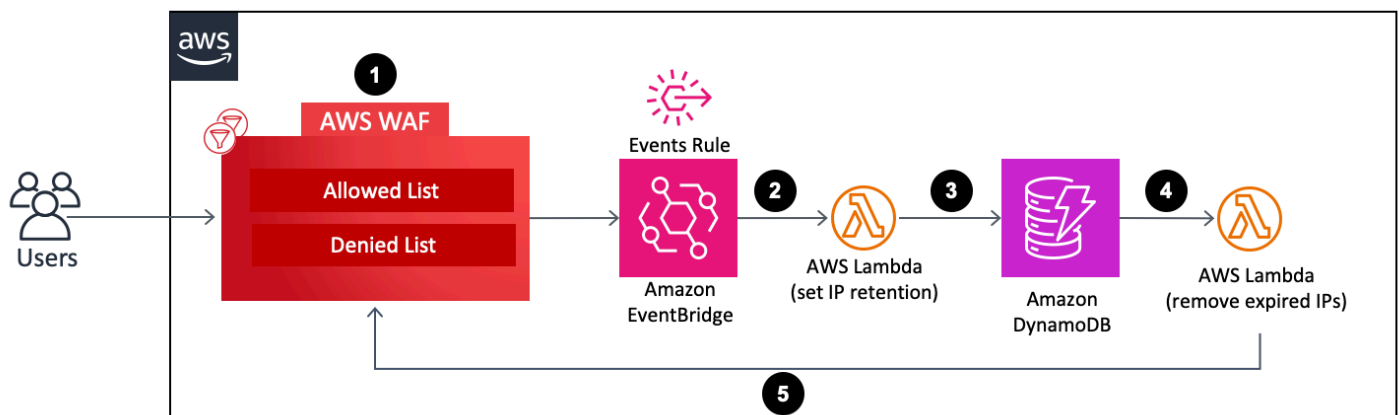 aws
1
AWS WAF
Allowed List
Denied List
Users
Events Rule
Amazon
EventBridge
2
AWS Lambda
(set IP retention)
3
Amazon
DynamoDB
4
AWS Lambda
(remove expired IPs)
5